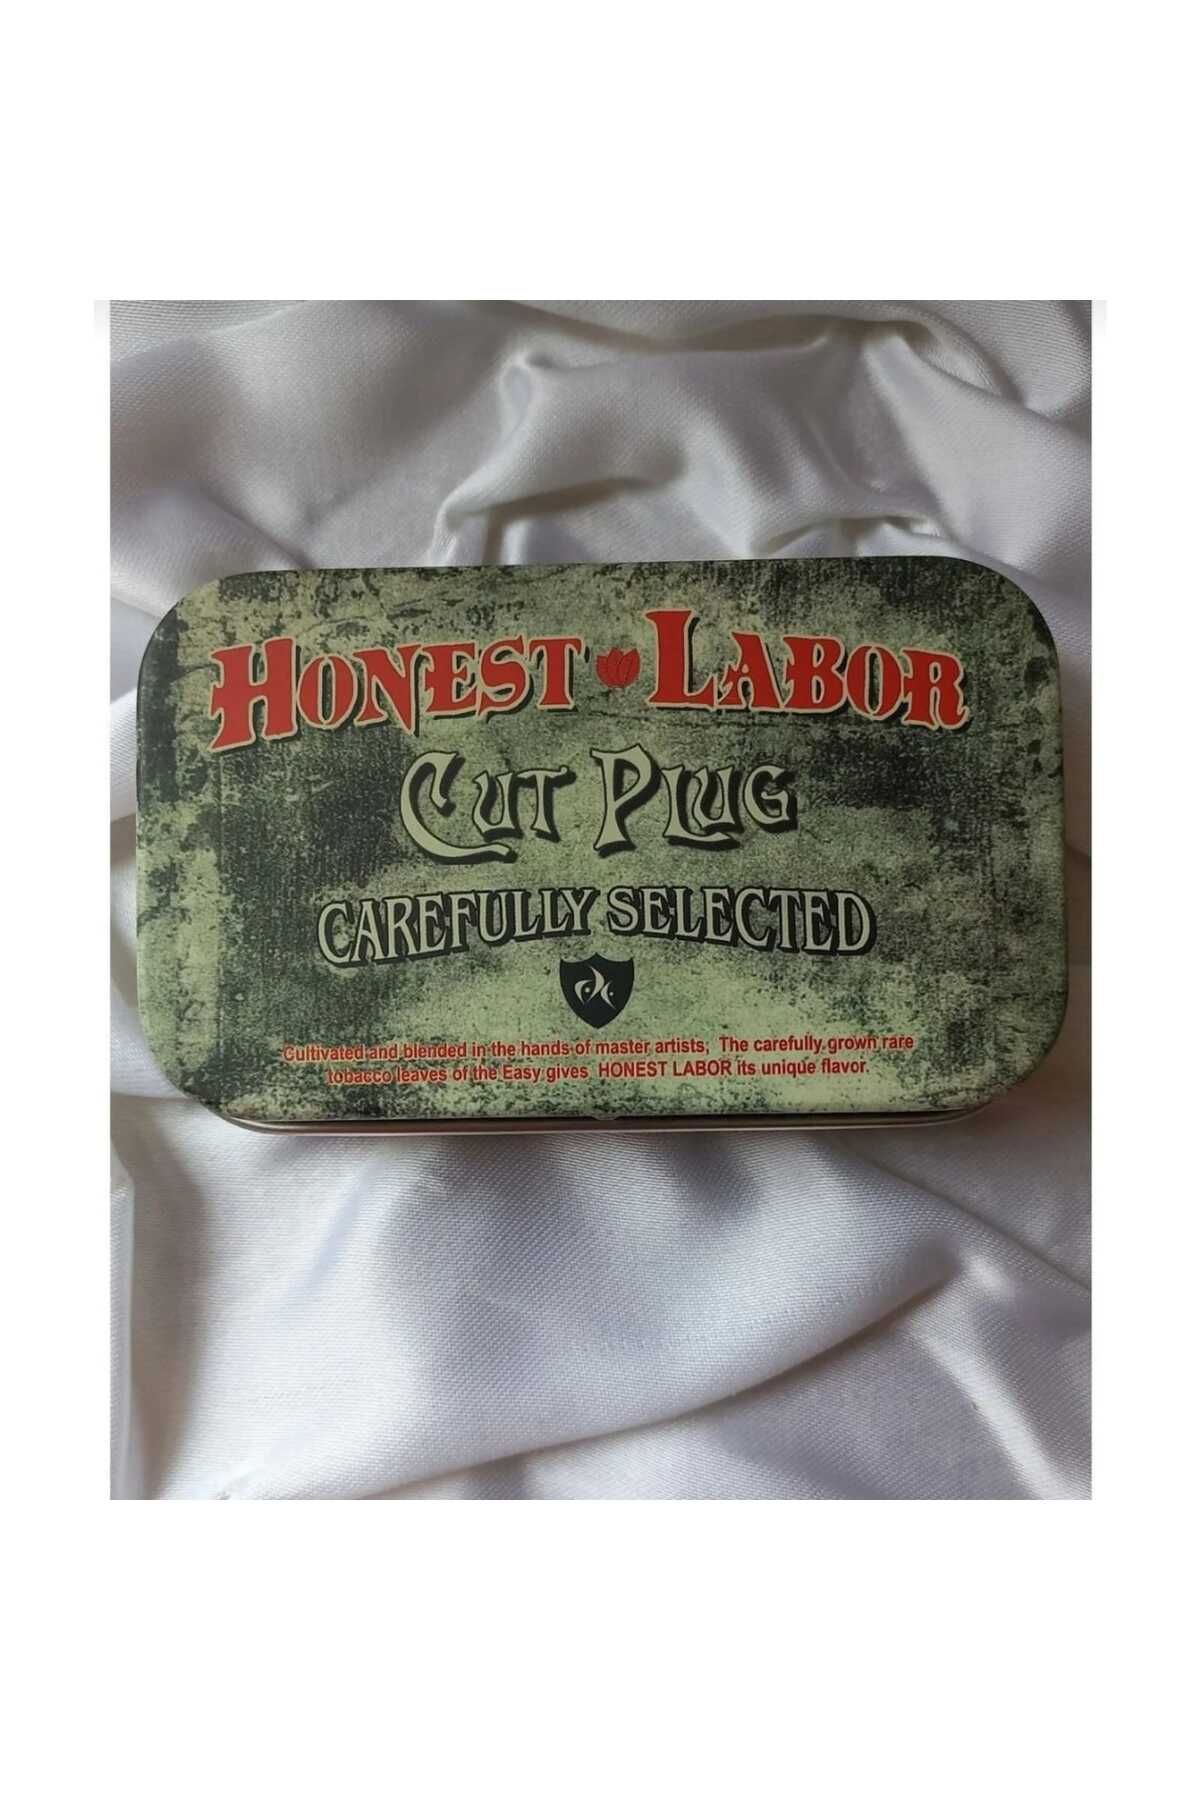 HONEST LABOR
CUT PLUG
CAREFULLY SELECTED
Cultivated and blended in the hands of master artists, The carefully grown rare
tobacco leaves of the Easy gives HONEST LABOR its unique flavor.